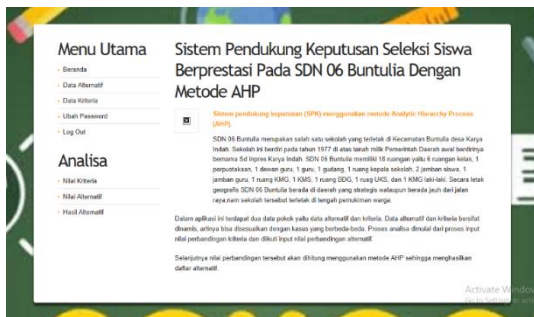 Menu Utama
Beranda
Data Alternatif
Data Kriteria
Ubah Password
Log Out
Analisa
Nilai Kriteria
Nilai Alternatif
Hasil Alternatif
Sistem Pendukung Keputusan Seleksi Siswa
Berprestasi Pada SDN 06 Buntulia Dengan
Metode AHP
Sistem pendukung keputusan (SPK) menggunakan metode Analytic Hierarchy Process
(AHP).
SDN 06 Buntulia merupakan salah satu sekolah yang terletak di Kecamatan Buntulia desa Karya
Indah. Sekolah ini berdiri pada tahun 1977 di atas tanah milik Pemerintah Daerah awal berdirinya
bernama Sd Inpres Karya Indah. SDN 06 Buntulia memiliki 18 ruangan yaitu 6 ruangan kelas, 1
perpustakaan, 1 dewan guru, 1 guru, 1 gudang, 1 ruang kepala sekolah, 2 jamban siswa, 1
jamban guru, 1 ruang KMG, 1 KMS, 1 ruang BDG, 1 ruag UKS, dan 1 KMG laki-laki. Secara letak
geografis SDN 06 Buntulia berada di daerah yang strategis walaupun berada jauh dari jalan
raya,nam sekolah tersebut terletak di tengah pemukiman warga.
Dalam aplikasi ini terdapat dua data pokok yaitu data alternatif dan kriteria. Data alternatif dan kriteria bersifat
dinamis, artinya bisa disesuaikan dengan kasus yang berbeda-beda. Proses analisa dimulai dari proses input
nilai perbandingan kriteria dan diikuti input nilai perbandingan alternatif.
Selanjutnya nilai perbandingan tersebut akan dihitung menggunakan metode AHP sehingga menghasilkan
daftar alternatif.
Activate Windows
Go to Settings to acti